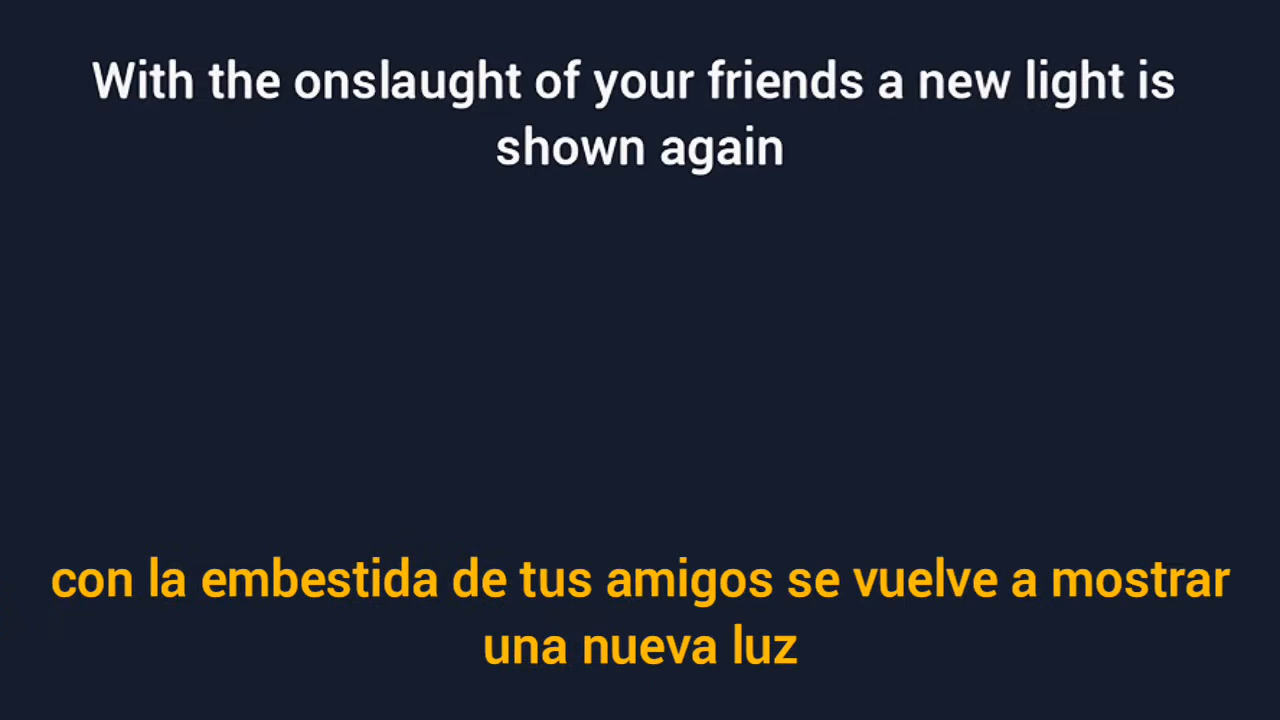 With the onslaught of your friends a new light is
shown again
con la embestida de tus amigos se vuelve a mostrar
una nueva luz